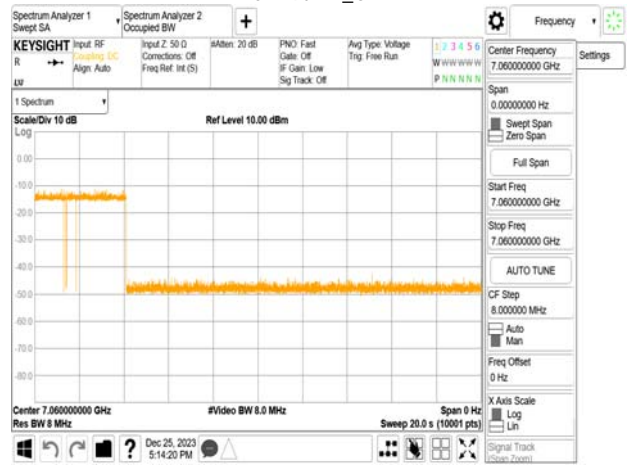 Spectrum Analyzer 1
Swept SA
Spectrum Analyzer 2
Occupied BW
+
Frequency
KEYSIGHT
R
Input: RF
Coupling: DC
Align: Auto
Input Z: 50 Ω
Corrections: Off
Freq Ref: Int (S)
#Atten: 20 dB
PNO: Fast
Gate: Off
IF Gain: Low
Sig Track: Off
Avg Type: Voltage
Trig: Free Run
1 2 3 4 5 6
W W W W W W
P N N N N N
Settings
1 Spectrum
Scale/Div 10 dB
Ref Level 10.00 dBm
Log
0.00
-10.0
-20.0
-30.0
-40.0
-50.0
-60.0
-70.0
-80.0
Center 7.060000000 GHz
#Video BW 8.0 MHz
Span 0 Hz
Res BW 8 MHz
Sweep 20.0 s (10001 pts)
Center Frequency
7.060000000 GHz
Span
0.00000000 Hz
Swept Span
Zero Span
Full Span
Start Freq
7.060000000 GHz
Stop Freq
7.060000000 GHz
AUTO TUNE
CF Step
8.000000 MHz
Auto
Man
Freq Offset
0 Hz
X Axis Scale
Log
Lin
Signal Track
(Span Zoom)
?
Dec 25, 2023
5:14:20 PM